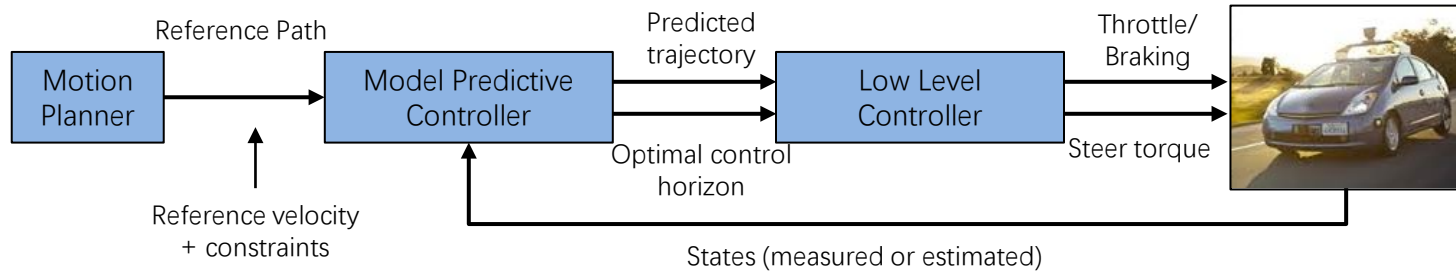 Reference Path
Motion
Planner
Reference velocity
+ constraints
Model Predictive
Controller
Predicted
trajectory
Optimal control
horizon
Low Level
Controller
Throttle/
Braking
Steer torque
States (measured or estimated)